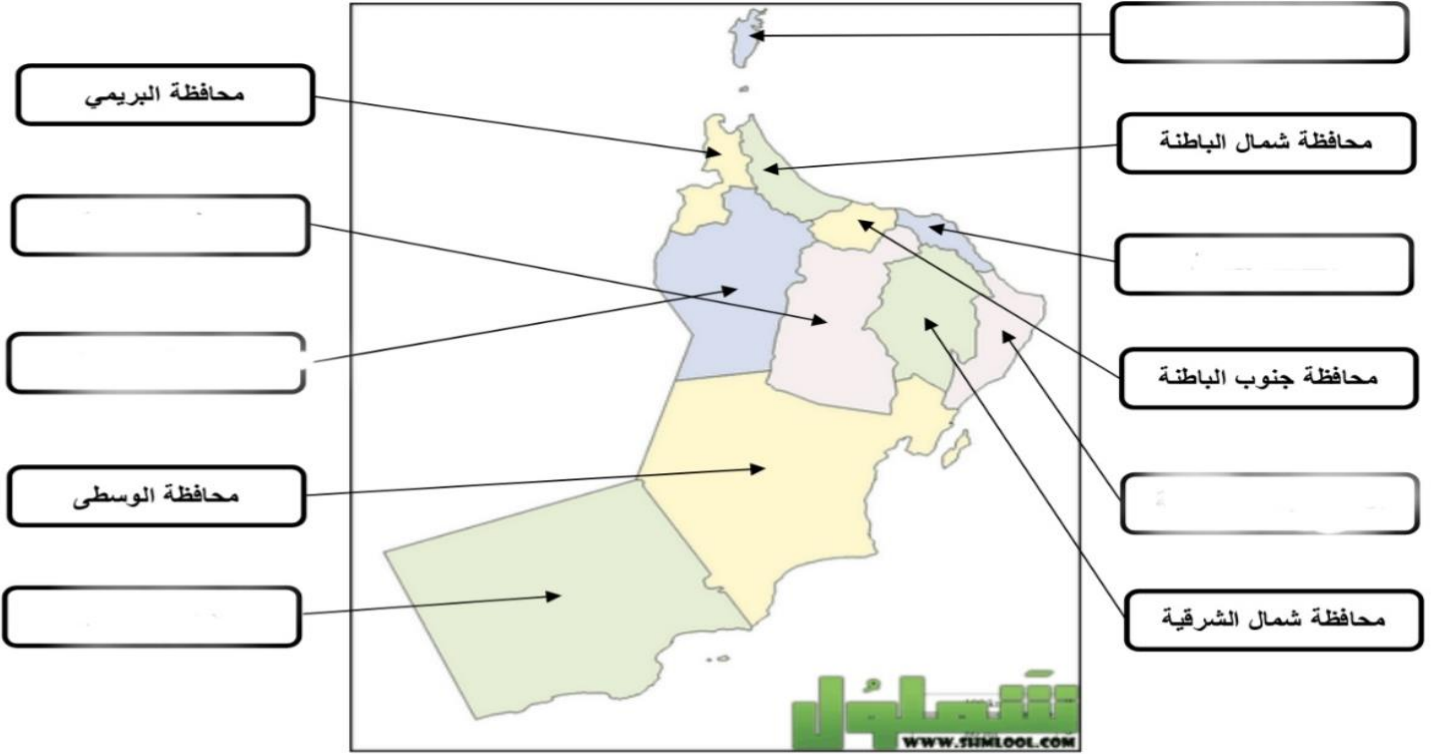 محافظة شمال الباطنة
محافظة جنوب الباطنة
محافظة شمال الشرقية
محافظة البريمي
محافظة الوسطى
شملول
WWW.SHMLOOL.COM